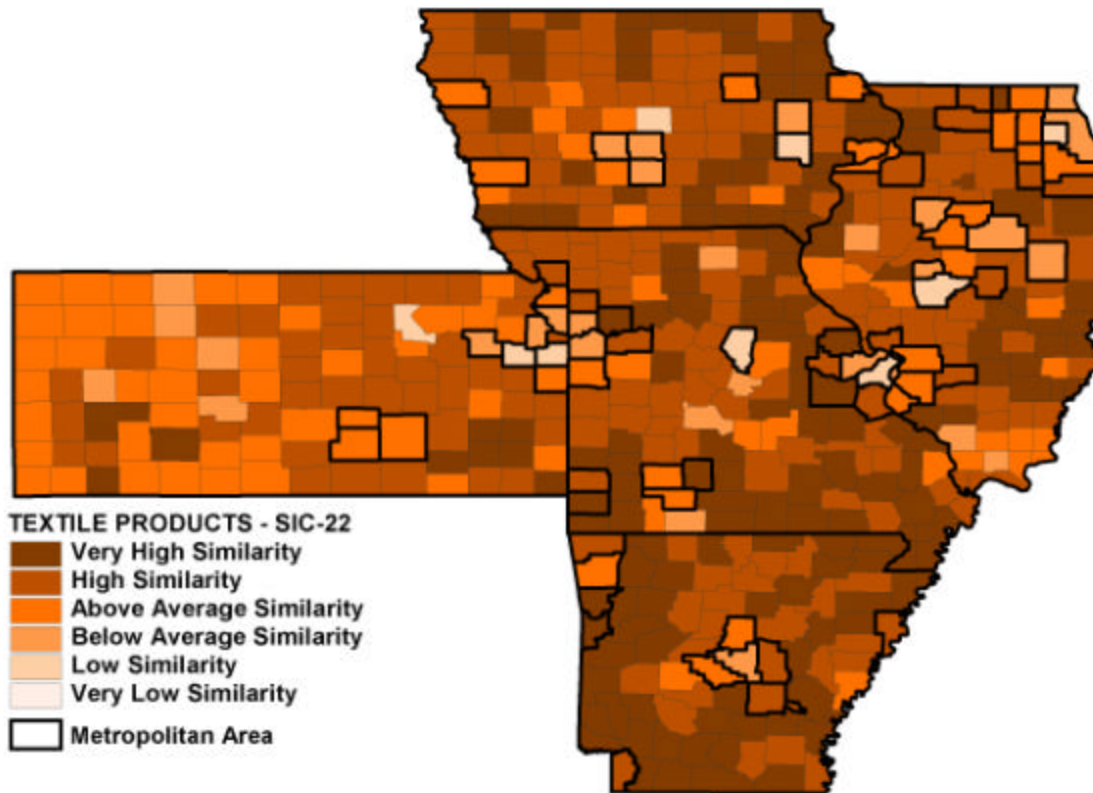 TEXTILE PRODUCTS - SIC-22
Very High Similarity
High Similarity
Above Average Similarity
Below Average Similarity
Low Similarity
Very Low Similarity
Metropolitan Area